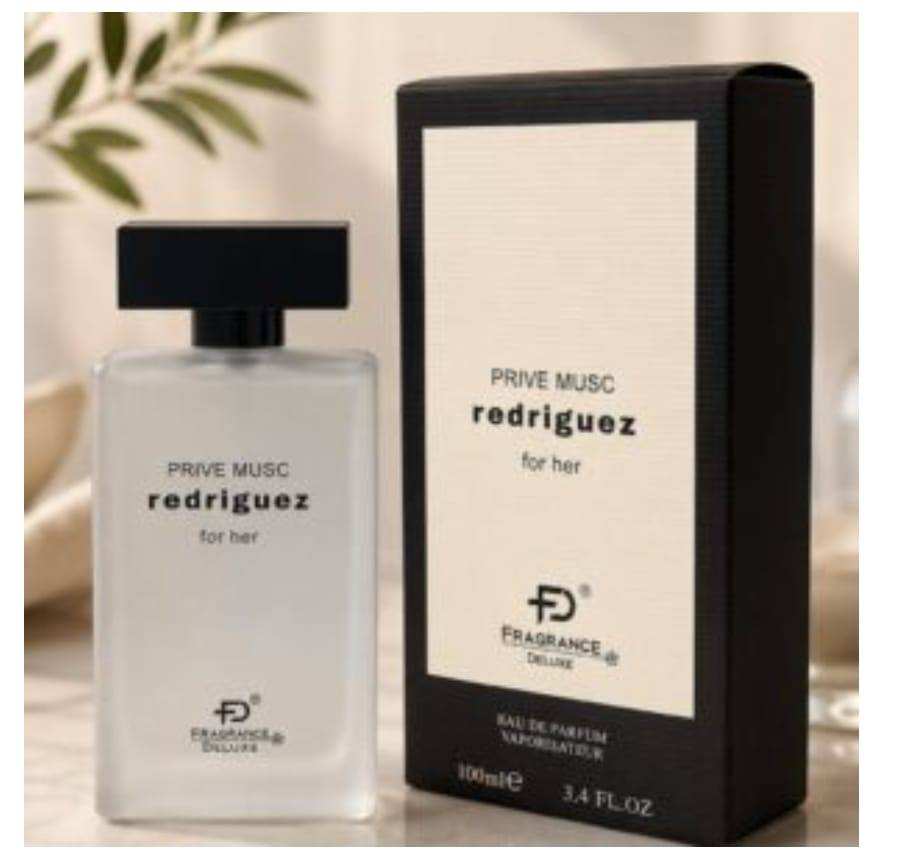 PRIVE MUSC
redriguez
for her
FD®
FRAGRANCE
DELUXE
PRIVE MUSC
redriguez
for her
FD®
FRAGRANCE
DELUXE
EAU DE PARFUM
VAPORISATEUR
100ml℮ 3.4 FL.OZ